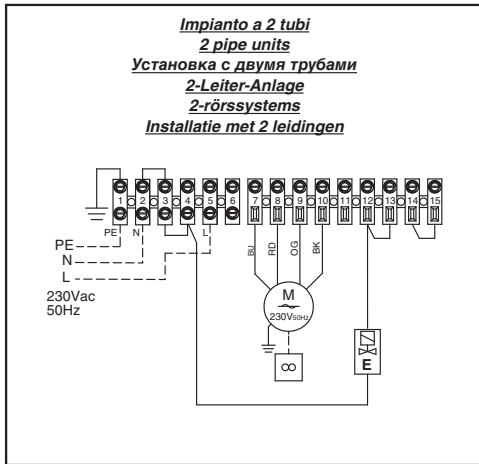 Impianto a 2 tubi
2 pipe units
Установка с двумя трубами
2-Leiter-Anlage
2-rörssystems
Installatie met 2 leidingen
1 2 3 4 5 6 7 8 9 10 11 12 13 14 15
PE N L
PE
N
L
230Vac
50Hz
BU RD OG BK
M
230V50Hz
E
8